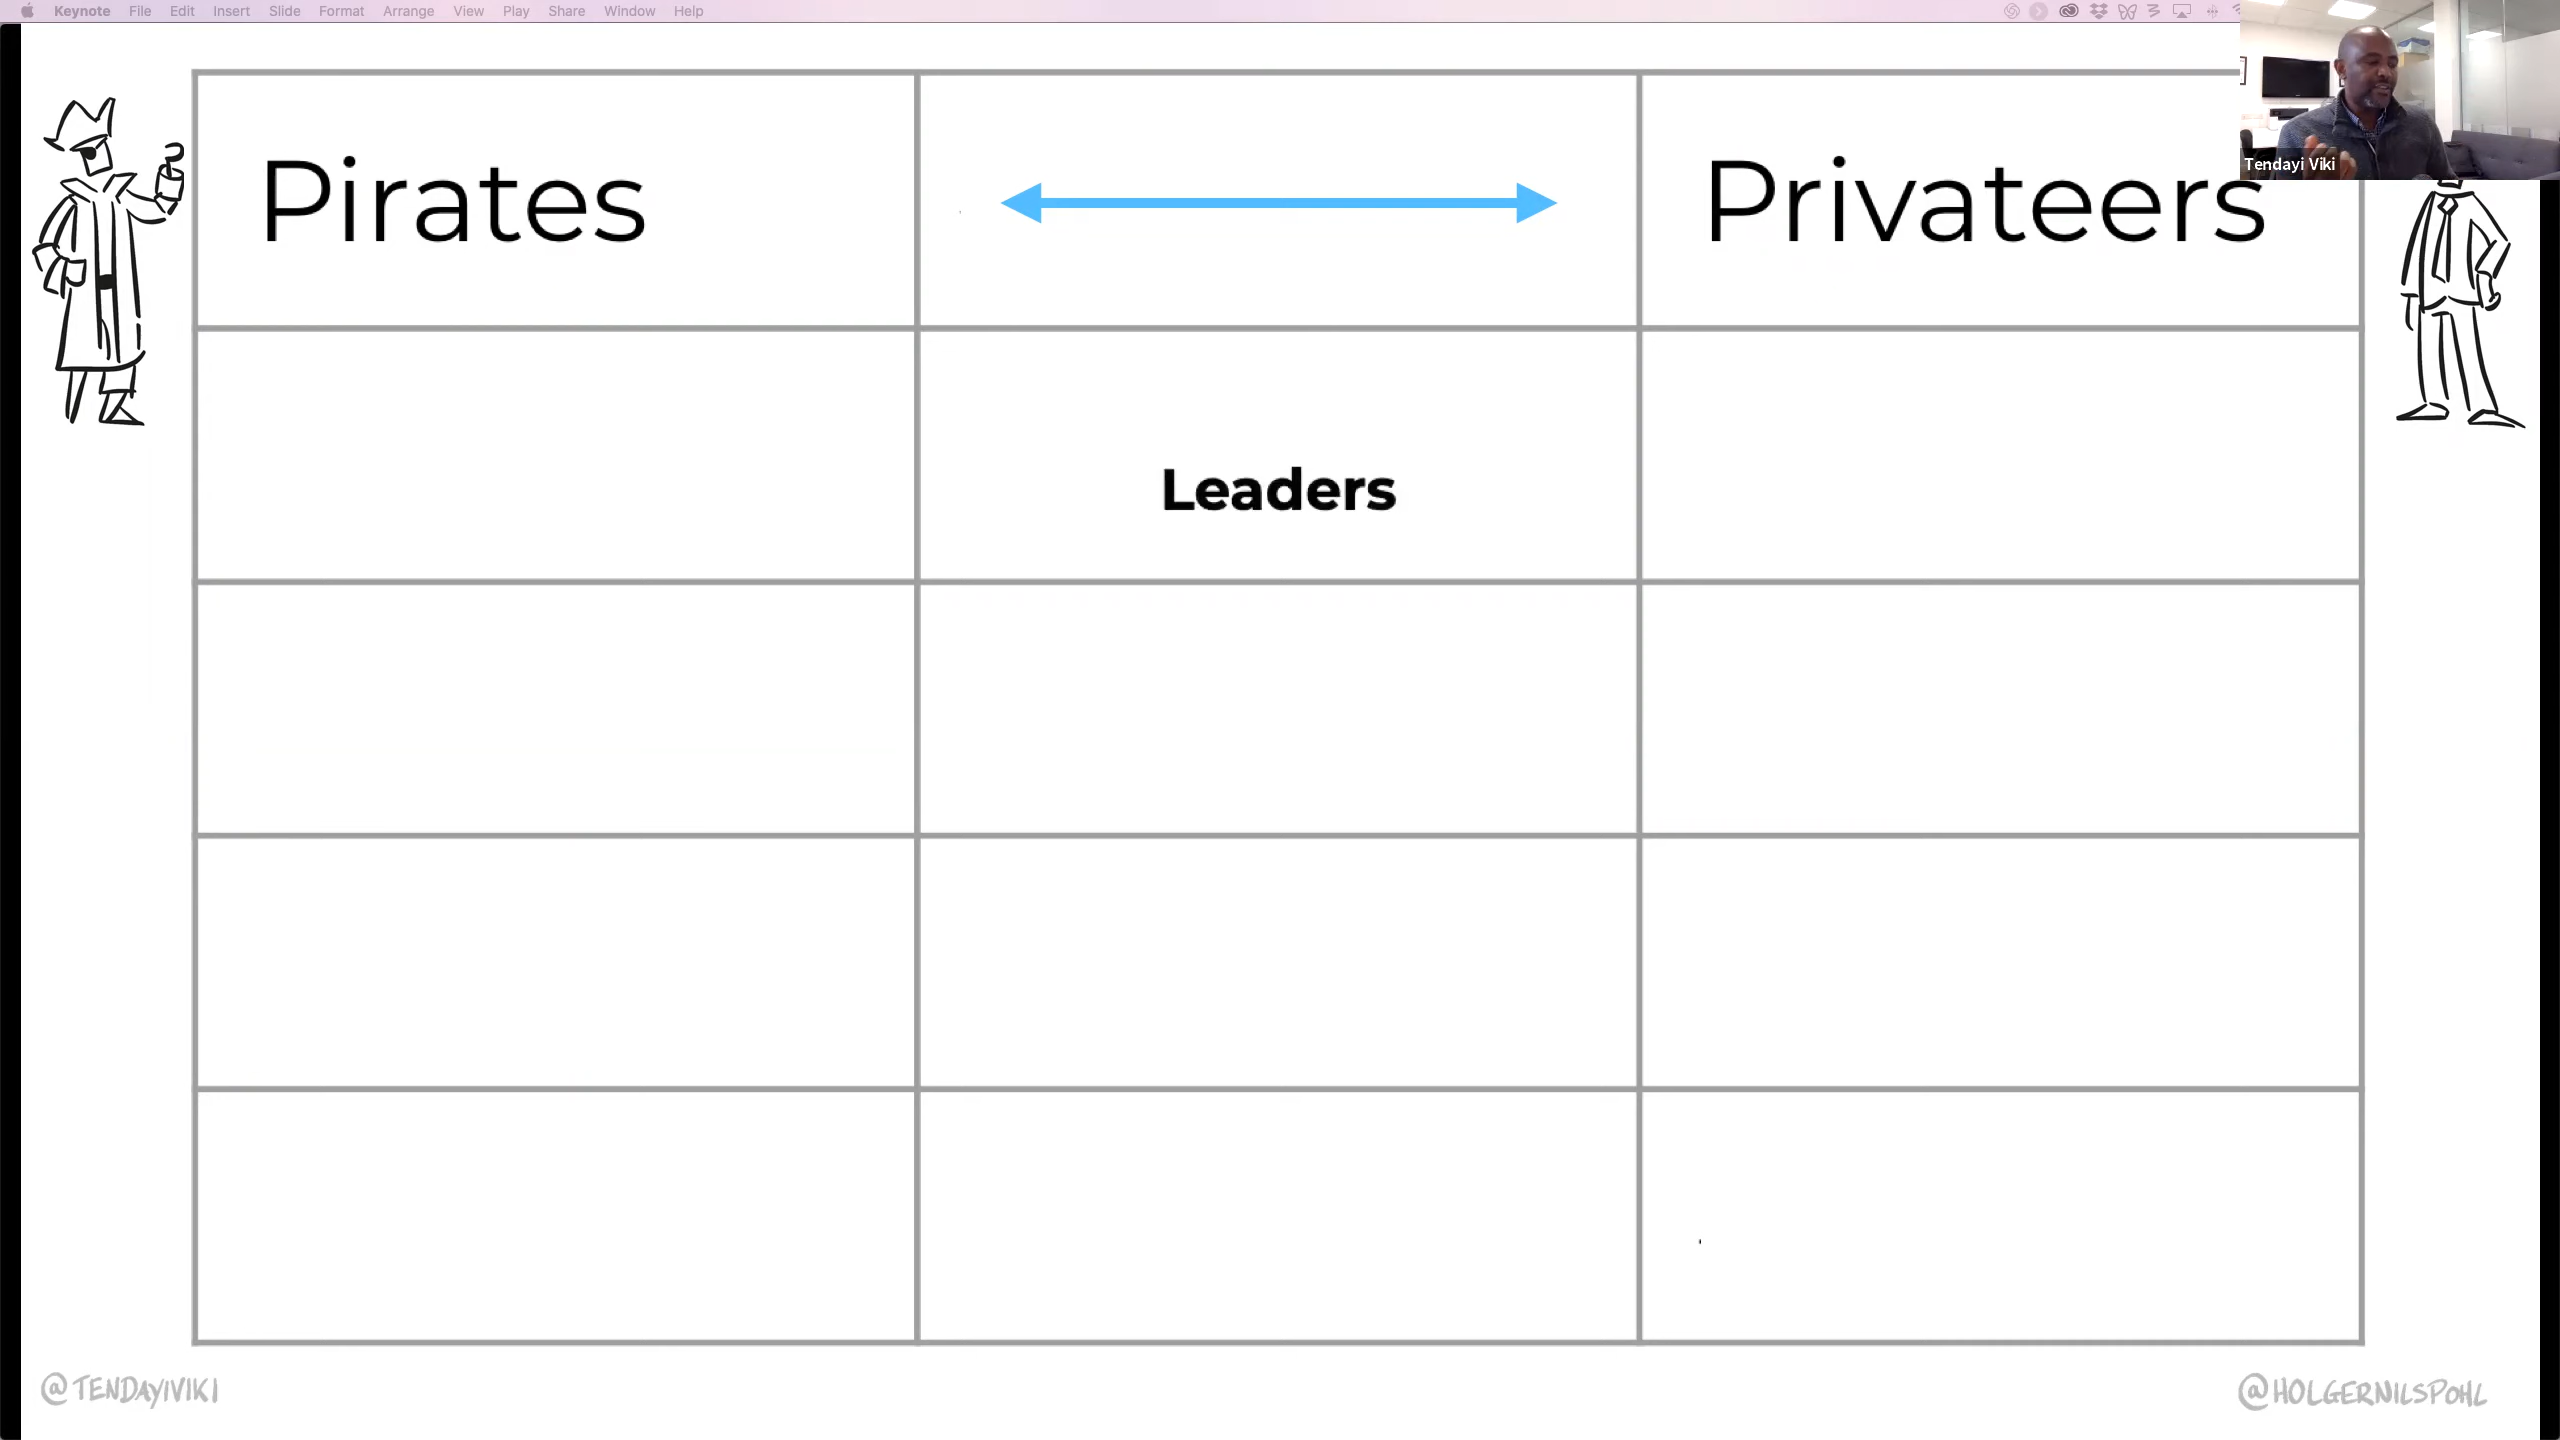 Keynote File Edit Insert Slide Format Arrange View Play Share Window Help
Tendayi Viki
Pirates
Privateers
Leaders
@TENDAYIVIKI
@HOLGERNILSPOHL